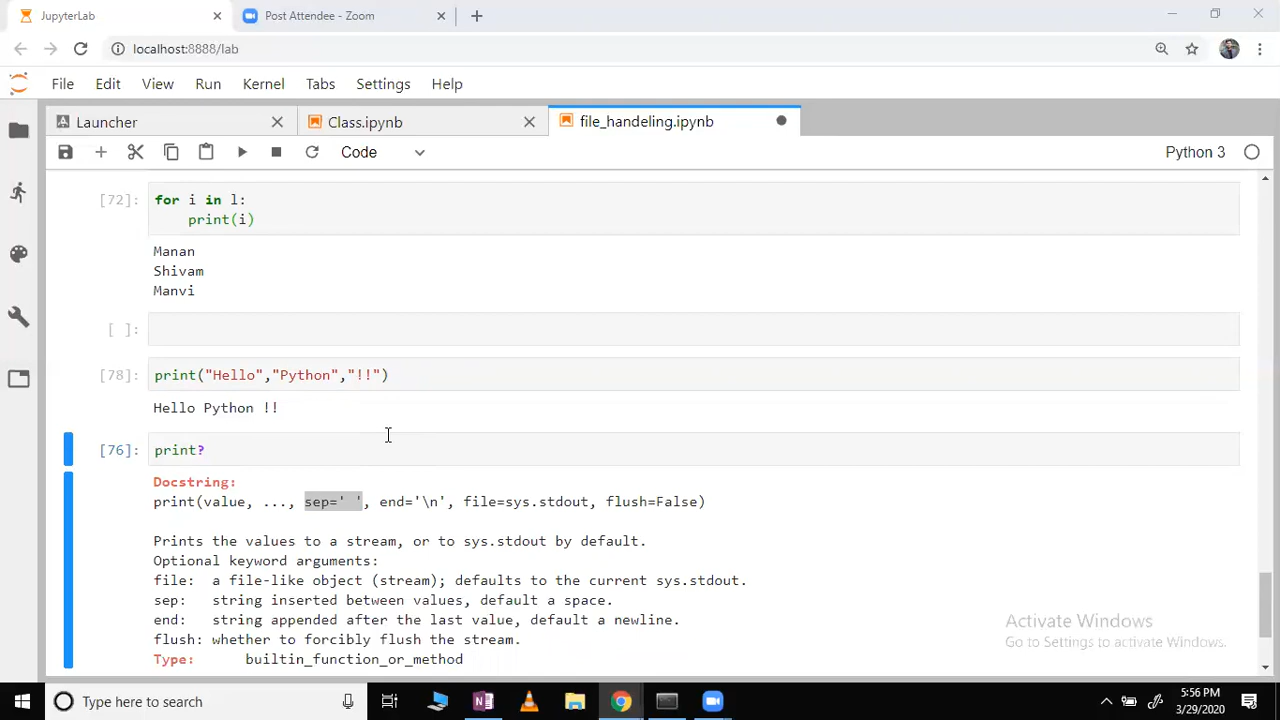 JupyterLab
Post Attendee - Zoom
localhost:8888/lab
File Edit View Run Kernel Tabs Settings Help
Launcher
Class.ipynb
file_handeling.ipynb
Code
Python 3
[72]:
for i in l:
print(i)
Manan
Shivam
Manvi
[ ]:
[78]:
print("Hello","Python","!!")
Hello Python !!
[76]:
print?
Docstring:
print(value, ..., sep=' ', end='\n', file=sys.stdout, flush=False)
Prints the values to a stream, or to sys.stdout by default.
Optional keyword arguments:
file: a file-like object (stream); defaults to the current sys.stdout.
sep: string inserted between values, default a space.
end: string appended after the last value, default a newline.
flush: whether to forcibly flush the stream.
Type: builtin_function_or_method
Activate Windows
Go to Settings to activate Windows.
Type here to search
5:56 PM
3/29/2020